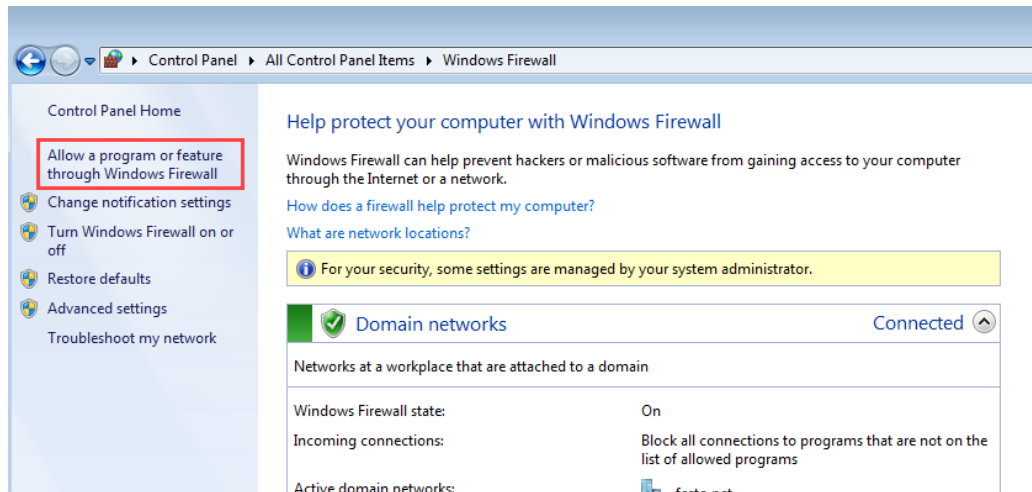 Control Panel All Control Panel Items Windows Firewall
Control Panel Home
Allow a program or feature
through Windows Firewall
Change notification settings
Turn Windows Firewall on or
off
Restore defaults
Advanced settings
Troubleshoot my network
Help protect your computer with Windows Firewall
Windows Firewall can help prevent hackers or malicious software from gaining access to your computer
through the Internet or a network.
How does a firewall help protect my computer?
What are network locations?
For your security, some settings are managed by your system administrator.
Domain networks Connected
Networks at a workplace that are attached to a domain
Windows Firewall state: On
Incoming connections: Block all connections to programs that are not on the
list of allowed programs
Active domain networks: